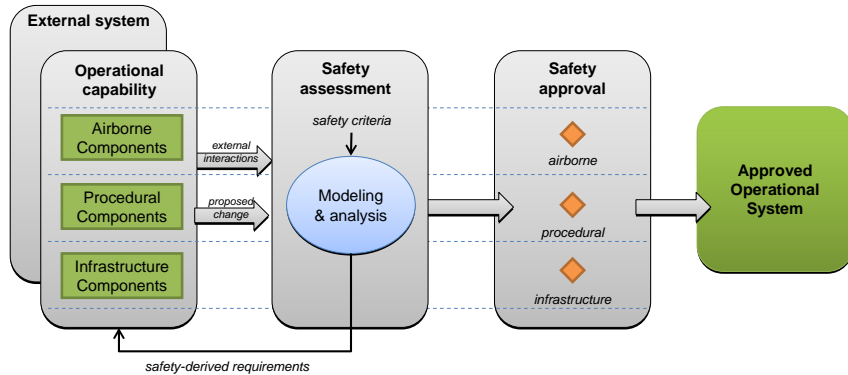 External system
Operational
capability
Airborne
Components
Procedural
Components
Infrastructure
Components
external
interactions
proposed
change
Safety
assessment
safety criteria
Modeling
& analysis
safety-derived requirements
Safety
approval
airborne
procedural
infrastructure
Approved
Operational
System